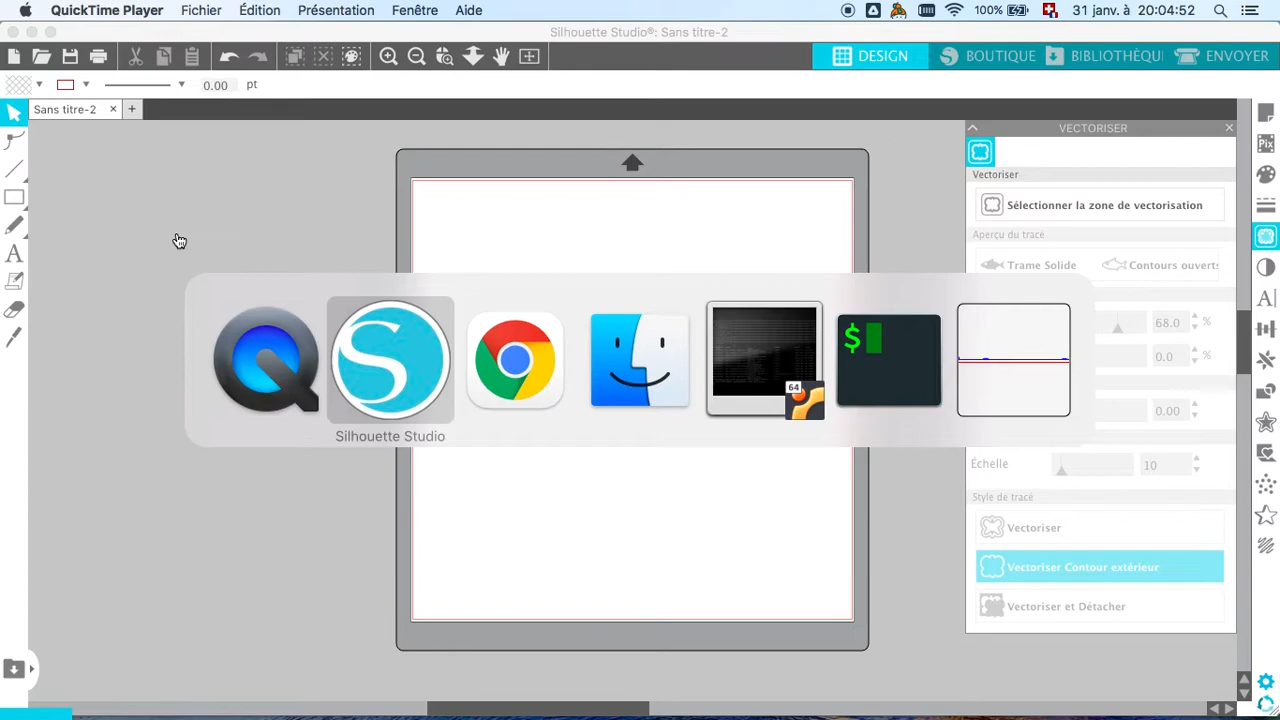 QuickTime Player Fichier Édition Présentation Fenêtre Aide 100% 31 janv. à 20:04:52
Silhouette Studio®: Sans titre-2
DESIGN BOUTIQUE BIBLIOTHÈQU ENVOYER
0.00 pt
Sans titre-2
VECTORISER
Pix
Vectoriser
Sélectionner la zone de vectorisation
Aperçu du tracé
Trame Solide Contours ouverts
68.0 %
0.0 %
$
64
0.00
Silhouette Studio
Échelle 10
Style de tracé
Vectoriser
Vectoriser Contour extérieur
Vectoriser et Détacher